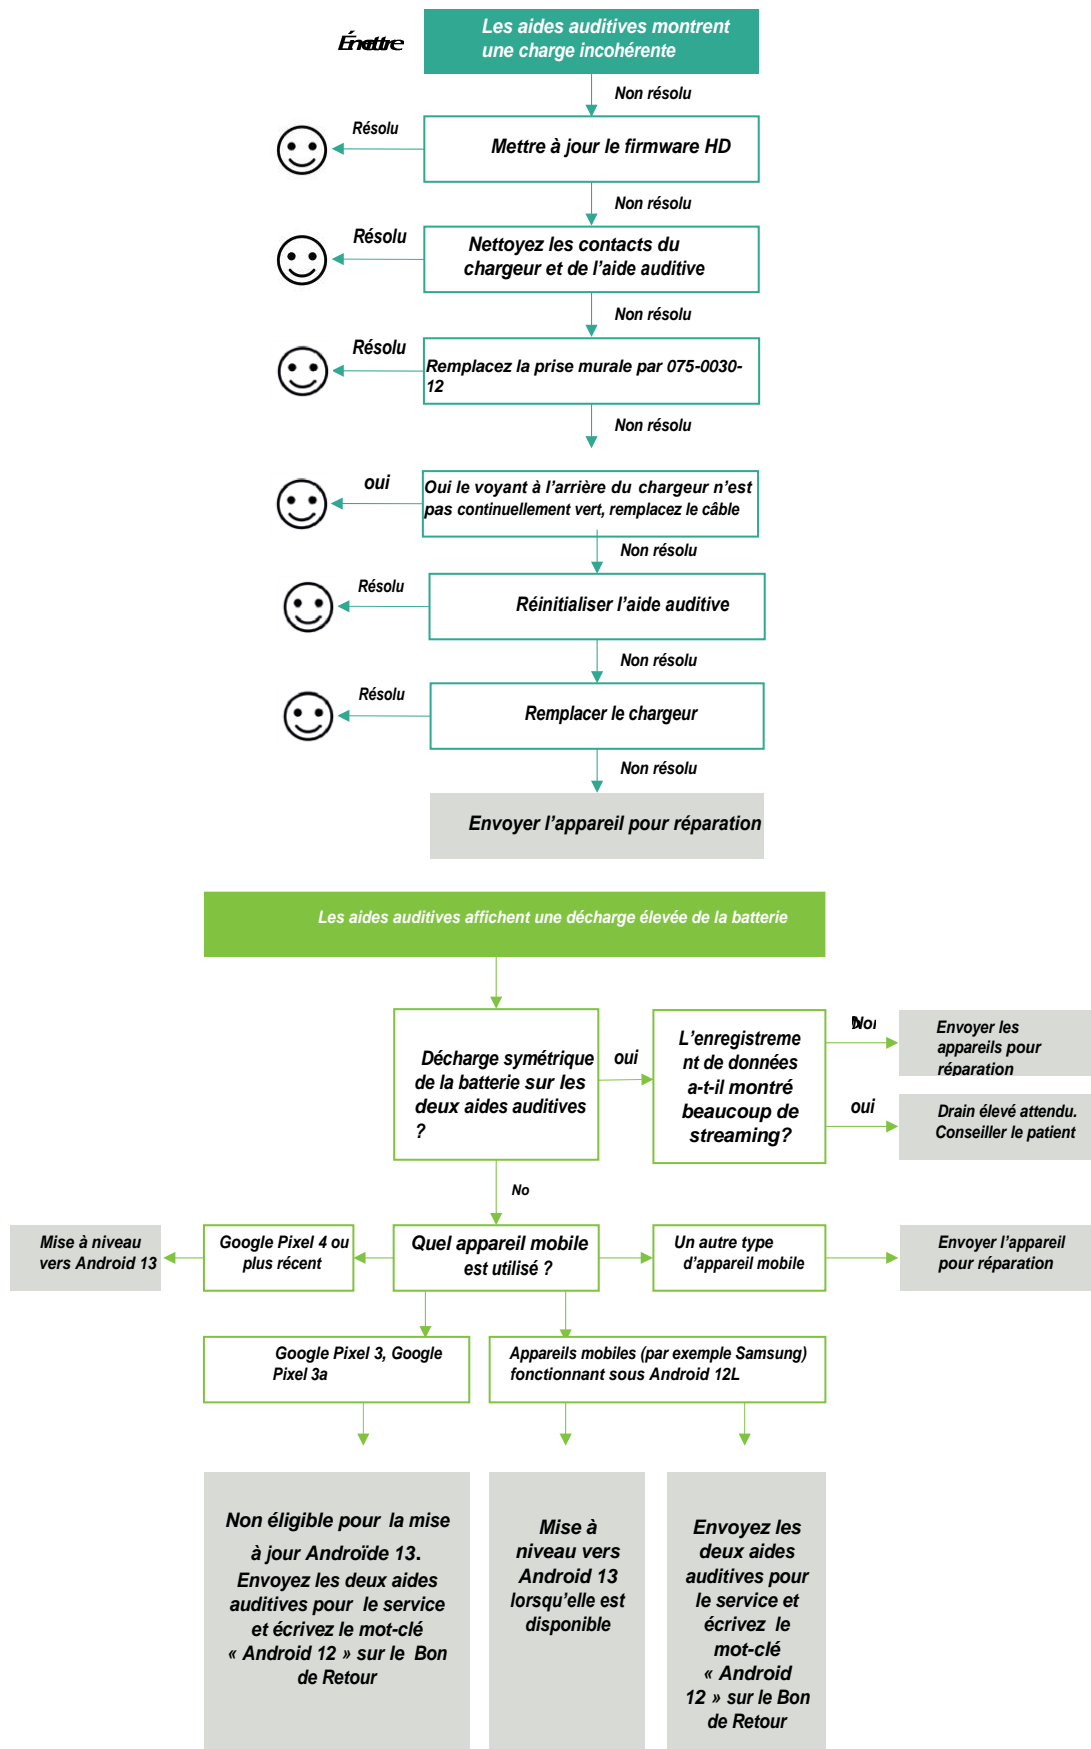 Émettre
Les aides auditives montrent
une charge incohérente
Non résolu
Résolu
Mettre à jour le firmware HD
Non résolu
Résolu
Nettoyez les contacts du
chargeur et de l'aide auditive
Non résolu
Résolu
Remplacez la prise murale par 075-0030-
12
Non résolu
oui
Oui le voyant à l'arrière du chargeur n'est
pas continuellement vert, remplacez le câble
Non résolu
Résolu
Réinitialiser l'aide auditive
Non résolu
Résolu
Remplacer le chargeur
Non résolu
Envoyer l'appareil pour réparation
Les aides auditives affichent une décharge élevée de la batterie
Décharge symétrique
de la batterie sur les
deux aides auditives
?
oui
L'enregistreme
nt de données
a-t-il montré
beaucoup de
streaming?
Envoyer les
appareils pour
réparation
oui
Drain élevé attendu.
Conseiller le patient
No
Mise à niveau
vers Android 13
Google Pixel 4 ou
plus récent
Quel appareil mobile
est utilisé ?
Un autre type
d'appareil mobile
Envoyer l'appareil
pour réparation
Google Pixel 3, Google
Pixel 3a
Appareils mobiles (par exemple Samsung)
fonctionnant sous Android 12L
Non éligible pour la mise
à jour Androïde 13.
Envoyez les deux aides
auditives pour le service
et écrivez le mot-clé
« Android 12 » sur le Bon
de Retour
Mise à
niveau vers
Android 13
lorsqu'elle est
disponible
Envoyez les
deux aides
auditives pour
le service et
écrivez le
mot-clé
« Android
12 » sur le Bon
de Retour